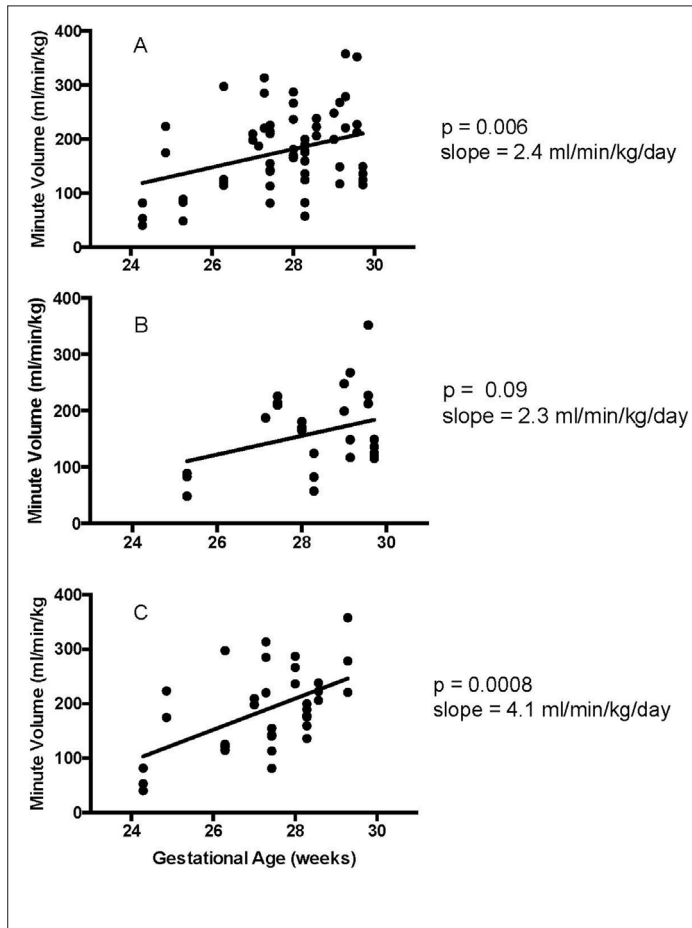 A
Minute Volume (ml/min/kg)
400
300
200
100
0
24
26
28
30
p = 0.006
slope = 2.4 ml/min/kg/day
B
Minute Volume (ml/min/kg)
400
300
200
100
0
24
26
28
30
p = 0.09
slope = 2.3 ml/min/kg/day
C
Minute Volume (ml/min/kg
400
300
200
100
0
24
26
28
30
Gestational Age (weeks)
p = 0.0008
slope = 4.1 ml/min/kg/day